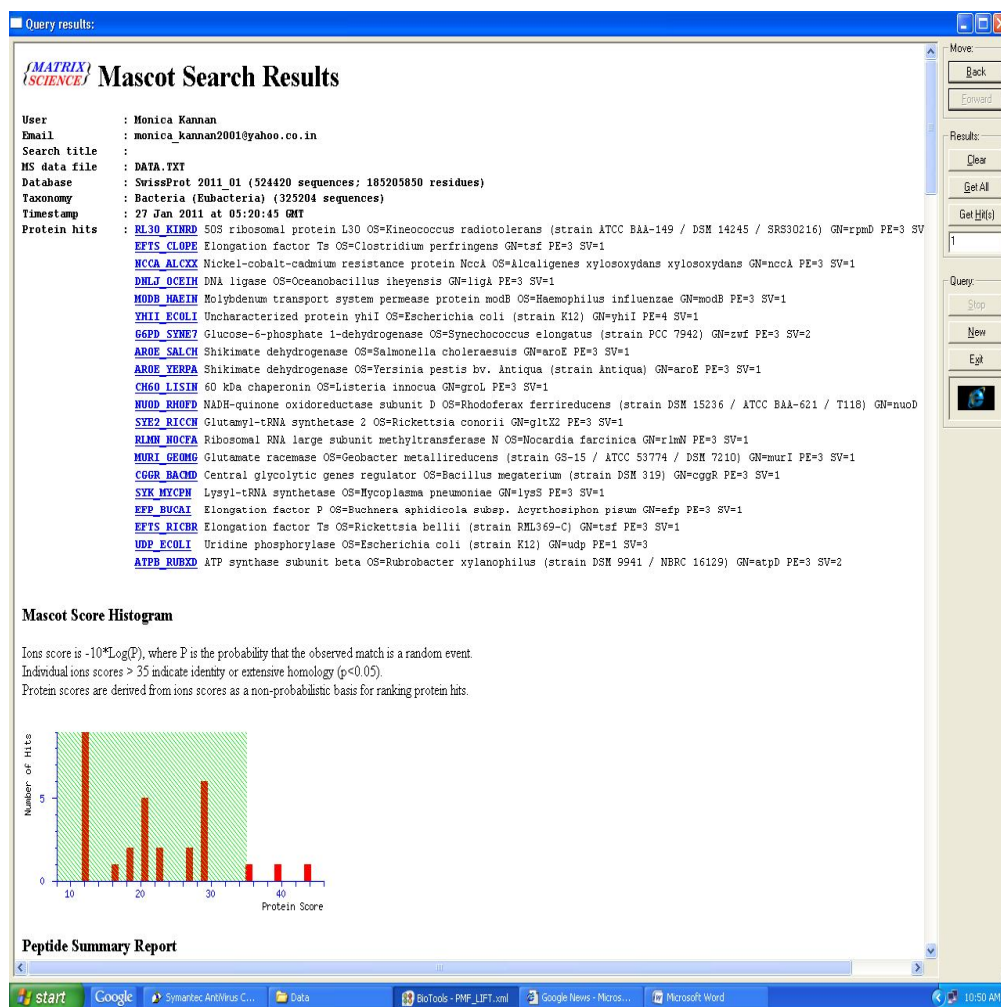 Query results:
Move:
Back
Forward
Results:
Clear
Get All
Get Hit(s)
1
Query:
Stop
New
Exit
{MATRIX
{SCIENCE}
Mascot Search Results
User : Monica Kannan
Email : monica_kannan2001@yahoo.co.in
Search title :
MS data file : DATA.TXT
Database : SwissProt 2011_01 (524420 sequences; 185205850 residues)
Taxonomy : Bacteria (Eubacteria) (325204 sequences)
Timestamp : 27 Jan 2011 at 05:20:45 GMT
Protein hits : RL30_KINRD 50S ribosomal protein L30 OS=Kineococcus radiotolerans (strain ATCC BAA-149 / DSM 14245 / SRS30216) GN=rpmD PE=3 SV
EFTS_CLOPE Elongation factor Ts OS=Clostridium perfringens GN=tsf PE=3 SV=1
NCCA_ALCXX Nickel-cobalt-cadmium resistance protein NccA OS=Alcaligenes xylosoxydans xylosoxydans GN=nccA PE=3 SV=1
DNLJ_OCEIH DNA ligase OS=Oceanobacillus iheyensis GN=ligA PE=3 SV=1
MODB_HAEIN Molybdenum transport system permease protein modB OS=Haemophilus influenzae GN=modB PE=3 SV=1
YHII_ECOLI Uncharacterized protein yhiI OS=Escherichia coli (strain K12) GN=yhiI PE=4 SV=1
G6PD_SYNE7 Glucose-6-phosphate 1-dehydrogenase OS=Synechococcus elongatus (strain PCC 7942) GN=zwf PE=3 SV=2
AROE_SALCH Shikimate dehydrogenase OS=Salmonella choleraesuis GN=aroE PE=3 SV=1
AROE_YERPA Shikimate dehydrogenase OS=Yersinia pestis bv. Antiqua (strain Antiqua) GN=aroE PE=3 SV=1
CH60_LISIN 60 kDa chaperonin OS=Listeria innocua GN=groL PE=3 SV=1
NUOD_RHOFD NADH-quinone oxidoreductase subunit D OS=Rhodoferax ferrireducens (strain DSM 15236 / ATCC BAA-621 / T118) GN=nuoD
SYE2_RICCN Glutamyl-tRNA synthetase 2 OS=Rickettsia conorii GN=gltX2 PE=3 SV=1
RLMN_NOCFA Ribosomal RNA large subunit methyltransferase N OS=Nocardia farcinica GN=rlmN PE=3 SV=1
MURI_GEOMG Glutamate racemase OS=Geobacter metallireducens (strain GS-15 / ATCC 53774 / DSM 7210) GN=murI PE=3 SV=1
CGGR_BACMD Central glycolytic genes regulator OS=Bacillus megaterium (strain DSM 319) GN=cggR PE=3 SV=1
SYK_MYCPN Lysyl-tRNA synthetase OS=Mycoplasma pneumoniae GN=lysS PE=3 SV=1
EFP_BUCAI Elongation factor P OS=Buchnera aphidicola subsp. Acyrthosiphon pisum GN=efp PE=3 SV=1
EFTS_RICBR Elongation factor Ts OS=Rickettsia bellii (strain RML369-C) GN=tsf PE=3 SV=1
UDP_ECOLI Uridine phosphorylase OS=Escherichia coli (strain K12) GN=udp PE=1 SV=3
ATPB_RUBXD ATP synthase subunit beta OS=Rubrobacter xylanophilus (strain DSM 9941 / NBRC 16129) GN=atpD PE=3 SV=2
Mascot Score Histogram
Ions score is -10*Log(P), where P is the probability that the observed match is a random event.
Individual ions scores > 35 indicate identity or extensive homology (p<0.05).
Protein scores are derived from ions scores as a non-probabilistic basis for ranking protein hits.
Number of Hits
5
0
10 20 30 40
Protein Score
Peptide Summary Report
start
Google
Symantec AntiVirus C...
Data
BioTools - PMF_LIFT.xml
Google News - Micros...
Microsoft Word
10:50 AM